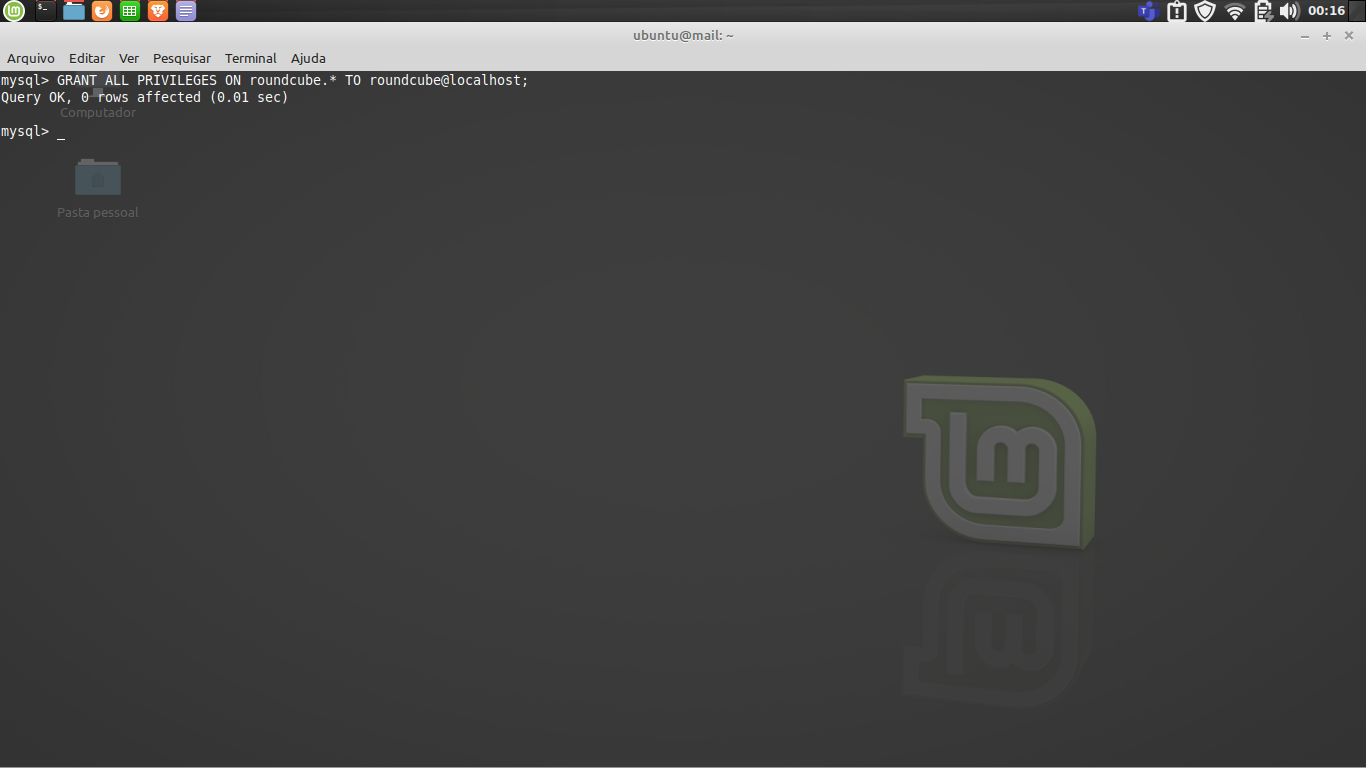 00:16
ubuntu@mail: ~
Arquivo Editar Ver Pesquisar Terminal Ajuda
mysql> GRANT ALL PRIVILEGES ON roundcube.* TO roundcube@localhost;
Query OK, 0 rows affected (0.01 sec)
Computador
mysql> _
Pasta pessoal